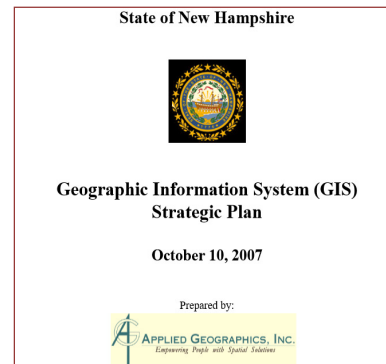 State of New Hampshire
Geographic Information System (GIS)
Strategic Plan
October 10, 2007
Prepared by:
APPLIED GEOGRAPHICS, INC.
Empowering People with Spatial Solutions